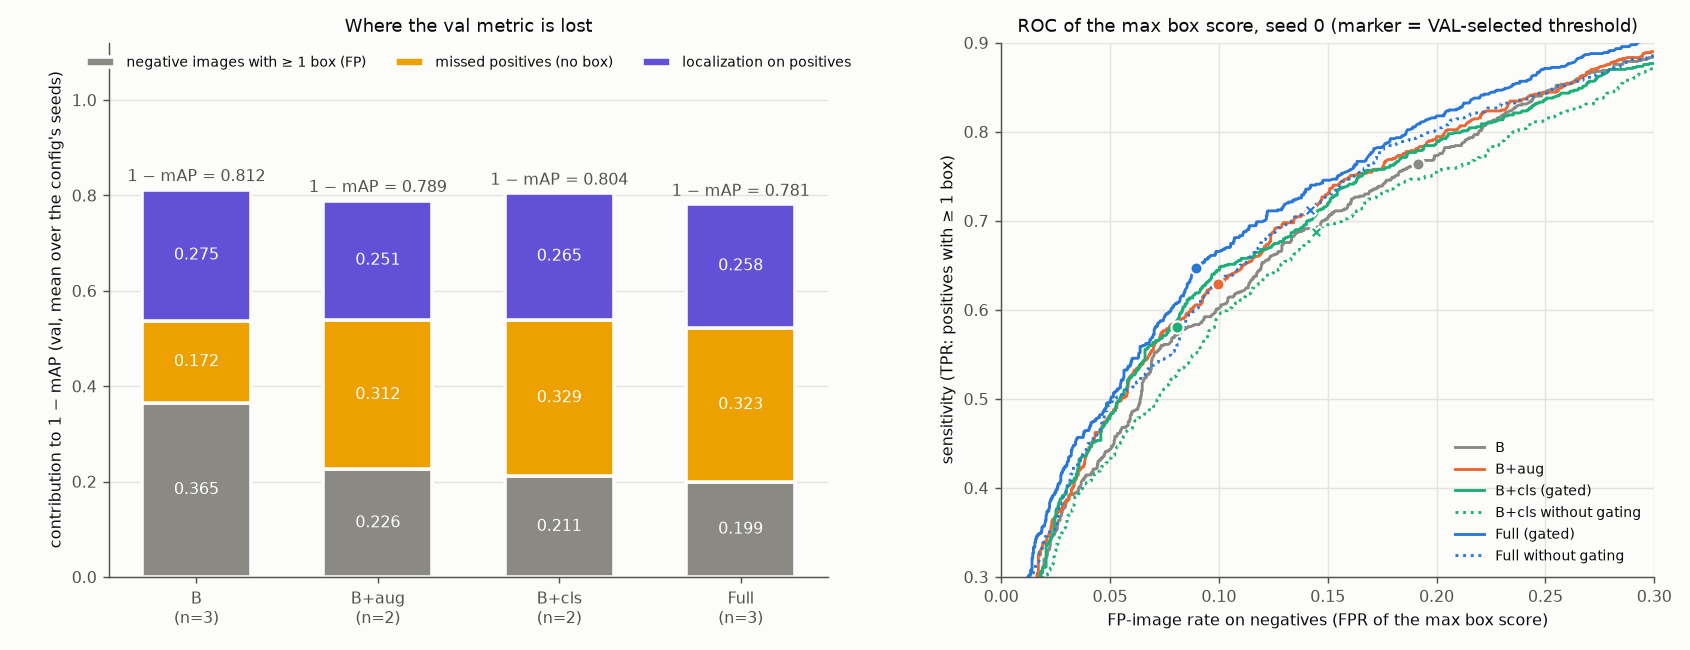 Where the val metric is lost
negative images with ≥ 1 box (FP)
missed positives (no box)
localization on positives
contribution to 1 − mAP (val, mean over the config's seeds)
1.0
0.8
0.6
0.4
0.2
0.0
1 − mAP = 0.812
1 − mAP = 0.789
1 − mAP = 0.804
1 − mAP = 0.781
0.275
0.251
0.265
0.258
0.172
0.312
0.329
0.323
0.365
0.226
0.211
0.199
B
(n=3)
B+aug
(n=2)
B+cls
(n=2)
Full
(n=3)
ROC of the max box score, seed 0 (marker = VAL-selected threshold)
sensitivity (TPR: positives with ≥ 1 box)
0.9
0.8
0.7
0.6
0.5
0.4
0.3
B
B+aug
B+cls (gated)
B+cls without gating
Full (gated)
Full without gating
0.00
0.05
0.10
0.15
0.20
0.25
0.30
FP-image rate on negatives (FPR of the max box score)